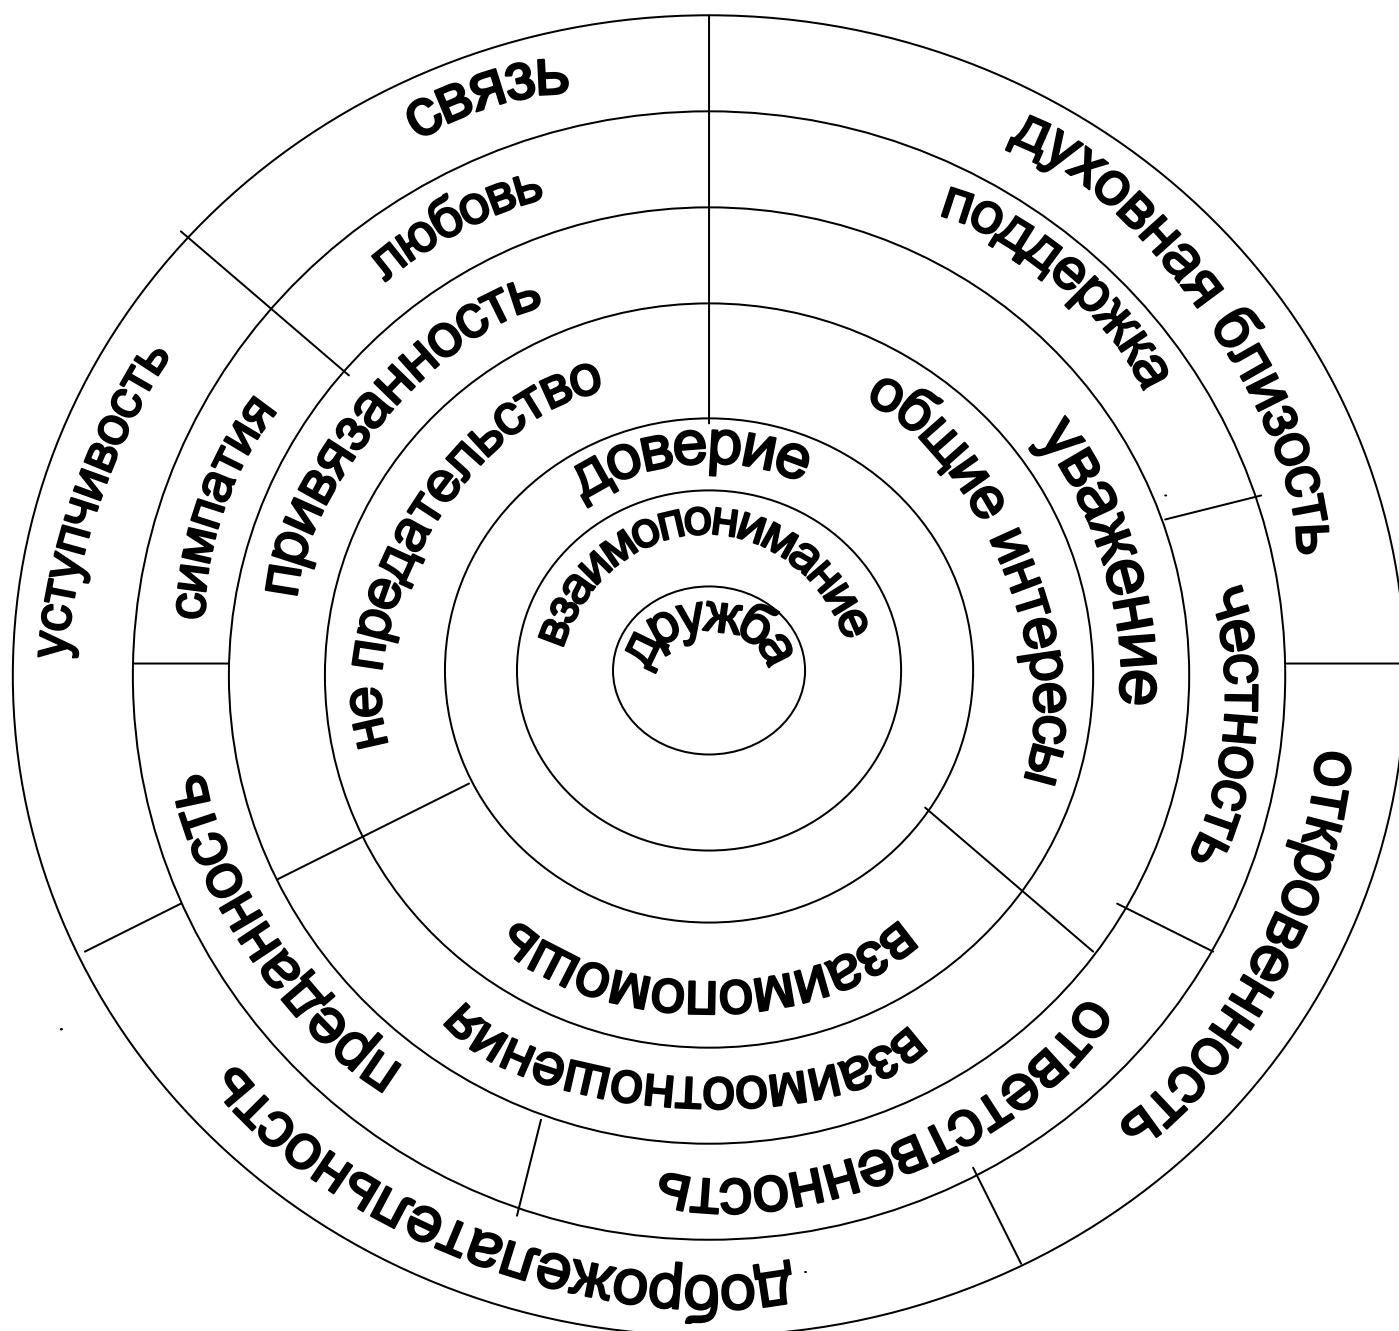 связь
духовная близость
откровенность
доброжелательность
уступчивость
любовь
поддержка
честность
ответственность
преданность
симпатия
привязанность
уважение
взаимоотношения
не предательство
общие интересы
взаимопомошь
доверие
взаимопонимание
дружба